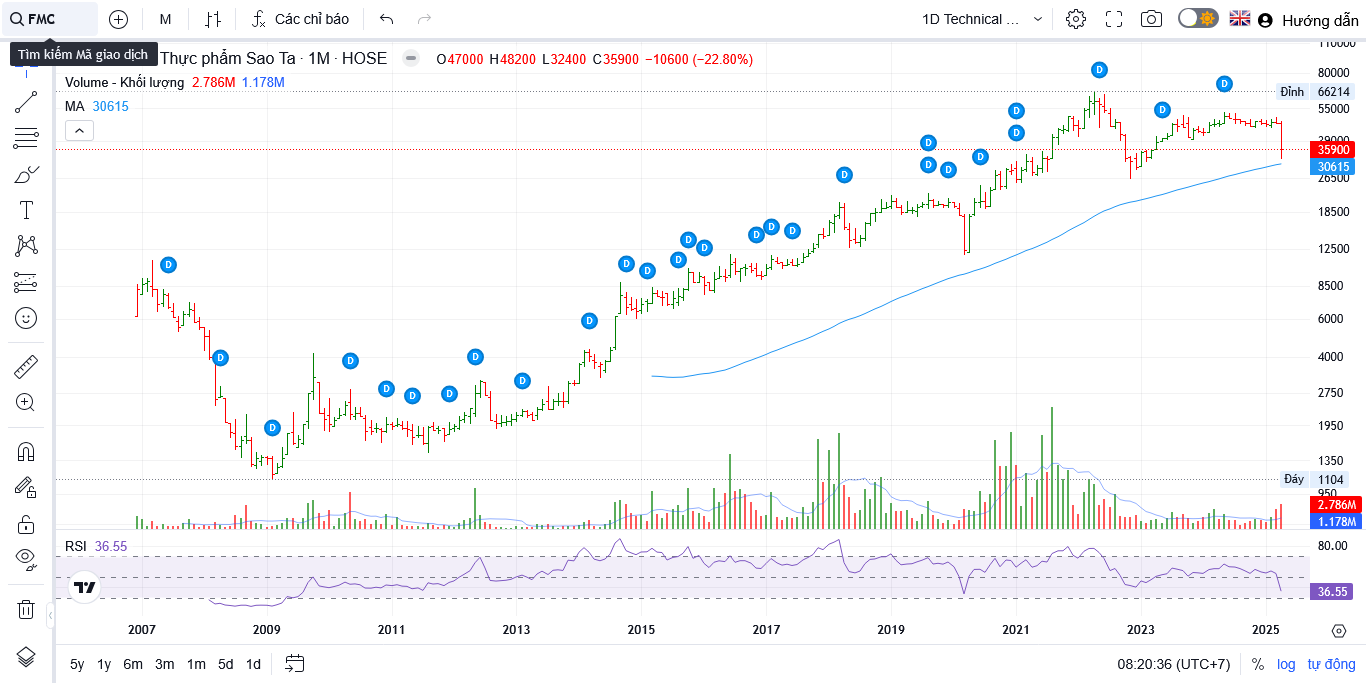 FMC
M
Các chỉ báo
1D Technical ...
Hướng dẫn
Tìm kiếm Mã giao dịch
Thực phẩm Sao Ta · 1M · HOSE
O47000 H48200 L32400 C35900 −10600 (−22.80%)
Volume - Khối lượng 2.786M 1.178M
MA 30615
110000
80000
Đỉnh 66214
55000
38000
35900
30615
26500
18500
12500
8500
6000
4000
2750
1950
1350
Đáy 1104
950
2.786M
1.178M
D D D D D D D D D D D D D D D D D D D D D D D D D D D D D
RSI 36.55
80.00
36.55
2007 2009 2011 2013 2015 2017 2019 2021 2023 2025
5y 1y 6m 3m 1m 5d 1d
08:20:36 (UTC+7)
% log tự động